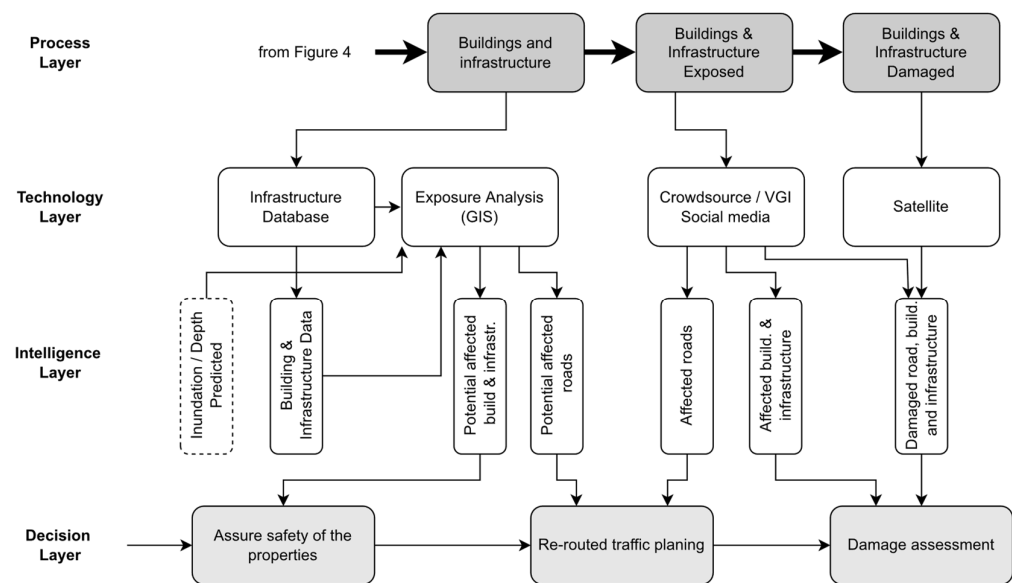 Process
Layer
from Figure 4
Buildings and
infrastructure
Buildings &
Infrastructure
Exposed
Buildings &
Infrastructure
Damaged
Technology
Layer
Infrastructure
Database
Exposure Analysis
(GIS)
Crowdsource / VGI
Social media
Satellite
Intelligence
Layer
Inundation / Depth
Predicted
Building &
Infrastructure Data
Potential affected
build & infrastr.
Potential affected
roads
Affected roads
Affected build. &
infrastructure
Damaged road, build.
and infrastructure
Decision
Layer
Assure safety of the
properties
Re-routed traffic planing
Damage assessment